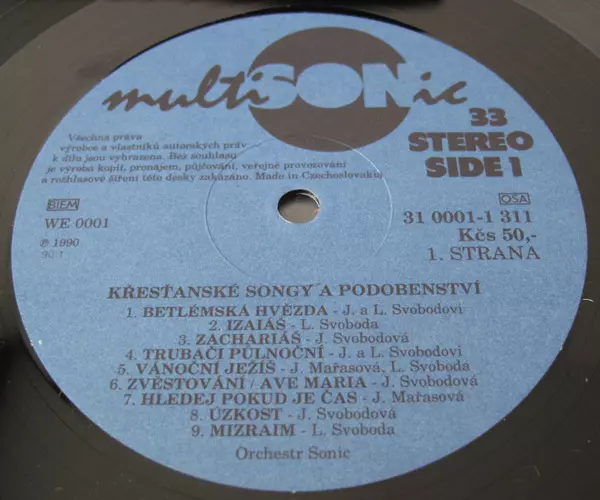 multiSONic
33
STEREO
SIDE 1
Všechna práva
výrobce a vlastníků autorských práv
k dílu jsou vyhrazena. Bez souhlasu
je výroba kopií, pronájem, půjčování, veřejné provozování
a rozhlasové šíření této desky zakázáno. Made in Czechoslovakia
BIEM
WE 0001
℗ 1990
90/1
OSA
31 0001-1 311
Kčs 50,-
1. STRANA
KŘESŤANSKÉ SONGY A PODOBENSTVÍ
1. BETLÉMSKÁ HVĚZDA - J. a L. Svobodovi
2. IZAIÁŠ - L. Svoboda
3. ZACHARIÁŠ - J. Svobodová
4. TRUBAČI PŮLNOČNÍ - J. a L. Svobodovi
5. VÁNOČNÍ JEŽÍŠ - J. Mařasová, L. Svoboda
6. ZVĚSTOVÁNÍ / AVE MARIA - J. Svobodová
7. HLEDEJ POKUD JE ČAS - J. Mařasová
8. ÚZKOST - J. Svobodová
9. MIZRAIM - L. Svoboda
Orchestr Sonic